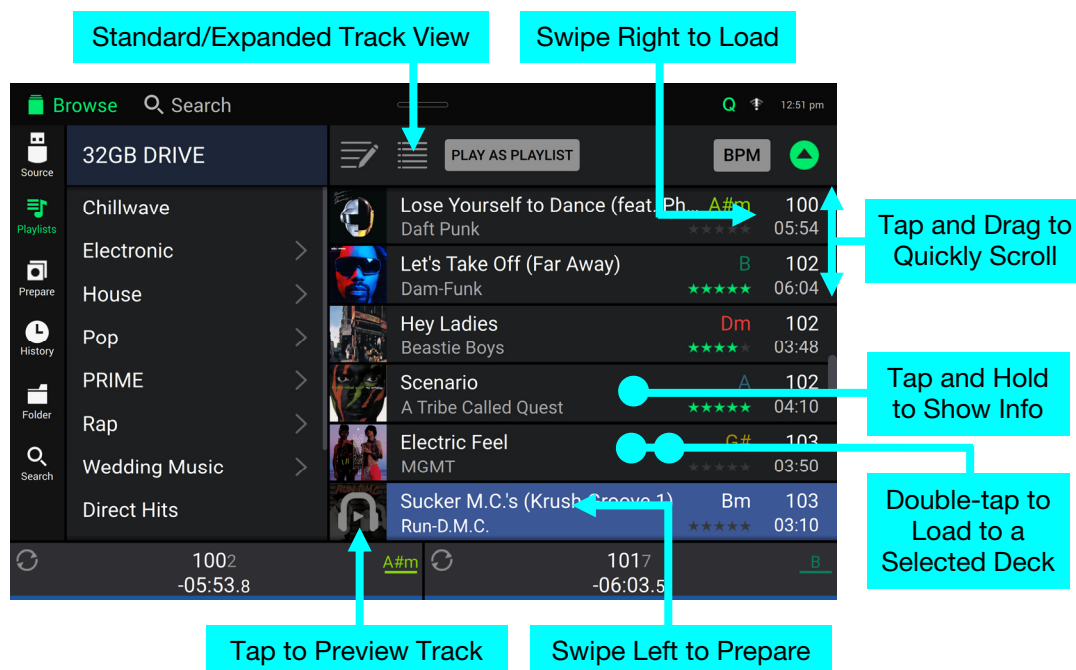 Standard/Expanded Track View
Swipe Right to Load
Browse
Search
Q
12:51 pm
Source
32GB DRIVE
PLAY AS PLAYLIST
BPM
Playlists
Prepare
History
Folder
Search
Chillwave
Electronic
House
Pop
PRIME
Rap
Wedding Music
Direct Hits
Lose Yourself to Dance (feat. Ph... A#m 100
Daft Punk 05:54
Let's Take Off (Far Away) B 102
Dam-Funk 06:04
Hey Ladies Dm 102
Beastie Boys 03:48
Scenario A 102
A Tribe Called Quest 04:10
Electric Feel G# 103
MGMT 03:50
Sucker M.C.'s (Krush Groove 1) Bm 103
Run-D.M.C. 03:10
Tap and Drag to
Quickly Scroll
Tap and Hold
to Show Info
Double-tap to
Load to a
Selected Deck
1002
A#m
-05:53.8
1017
B
-06:03.5
Tap to Preview Track
Swipe Left to Prepare